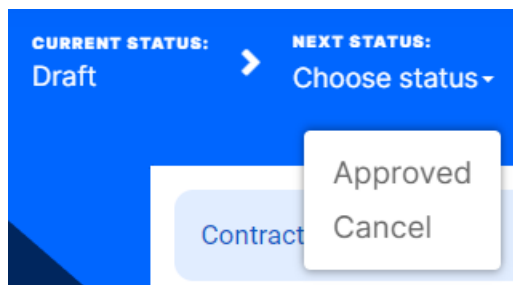 CURRENT STATUS:
Draft
NEXT STATUS:
Choose status
Approved
Cancel
Contract